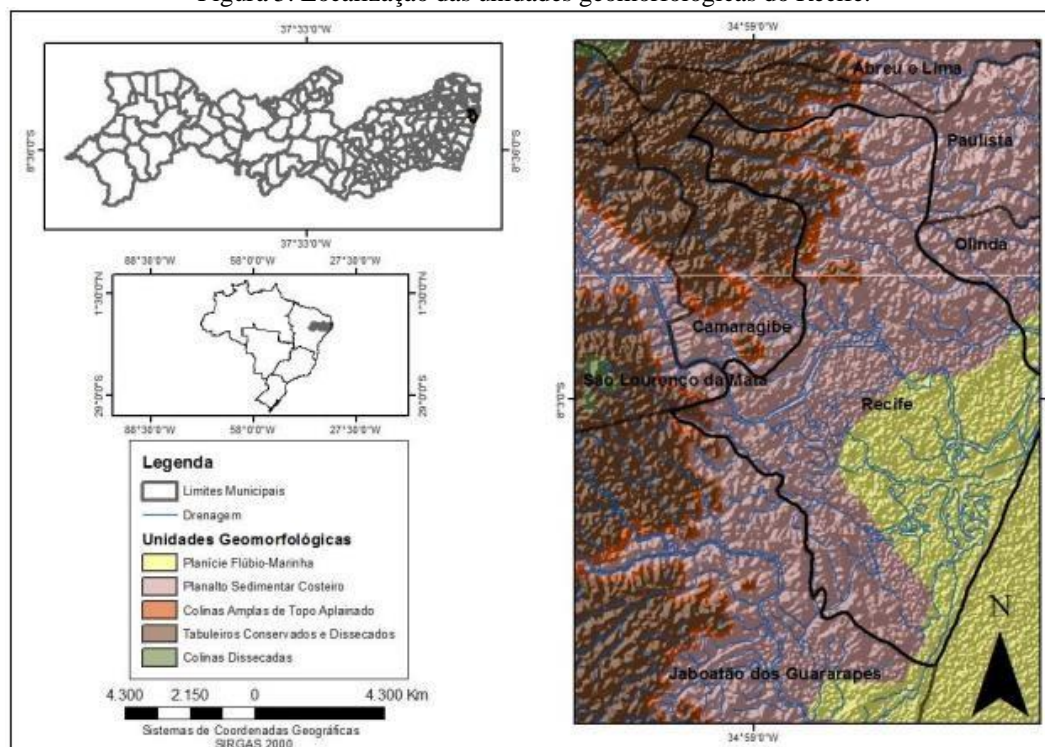 Figura 3. Localização das unidades geomorfológicas do Recife.
37°33'0"W
8°36'0"S
8°36'0"S
37°33'0"W
88°30'0"W
58°0'0"W
27°30'0"W
1°30'0"N
1°30'0"N
29°0'0"S
29°0'0"S
88°30'0"W
58°0'0"W
27°30'0"W
Legenda
Limites Municipais
Drenagem
Unidades Geomorfológicas
Planície Flúbio-Marinha
Planalto Sedimentar Costeiro
Colinas Amplas de Topo Aplainado
Tabuleiros Conservados e Dissecados
Colinas Dissecadas
4.300 2.150 0 4.300 Km
Sistemas de Coordenadas Geográficas
SIRGAS 2000
34°59'0"W
Abreu e Lima
Paulista
Olinda
Camaragibe
São Lourenço da Mata
Recife
8°3'0"S
8°3'0"S
Jaboatão dos Guararapes
N
34°59'0"W